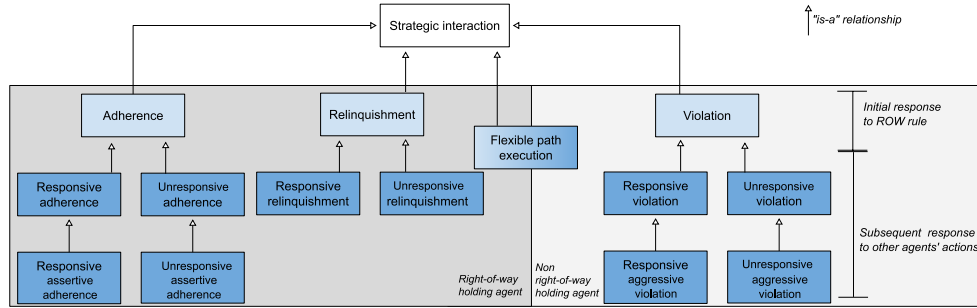 Strategic interaction
"is-a" relationship
Adherence
Relinquishment
Violation
Initial response
to ROW rule
Flexible path
execution
Responsive
adherence
Unresponsive
adherence
Responsive
relinquishment
Unresponsive
relinquishment
Responsive
violation
Unresponsive
violation
Subsequent response
to other agents' actions
Responsive
assertive
adherence
Unresponsive
assertive
adherence
Right-of-way
holding agent
Non
right-of-way
holding agent
Responsive
aggressive
violation
Unresponsive
aggressive
violation